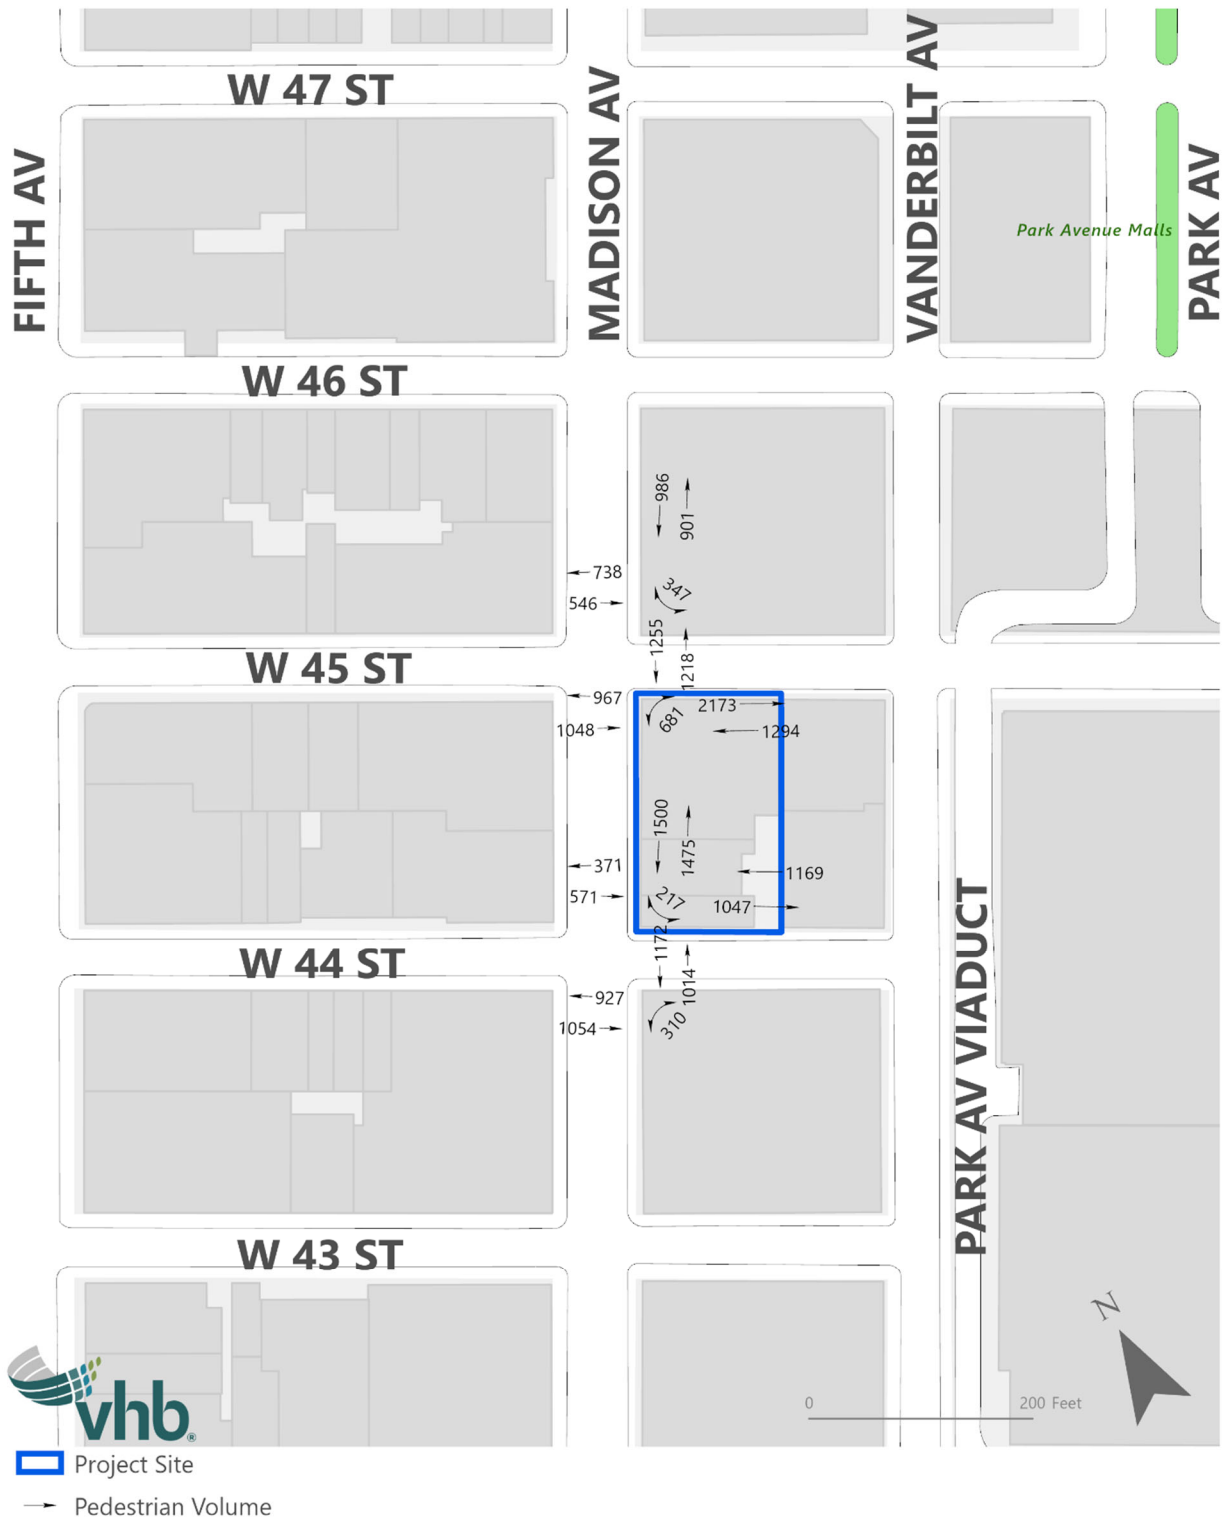 W 47 ST
FIFTH AV
MADISON AV
VANDERBILT AV
PARK AV
Park Avenue Malls
W 46 ST
986
901
738
546
347
1255
1218
W 45 ST
967
1048
681
2173
1294
1500
1475
371
571
1169
217
1047
1172
1014
W 44 ST
927
1054
310
PARK AV VIADUCT
W 43 ST
N
0 200 Feet
vhb®
Project Site
Pedestrian Volume